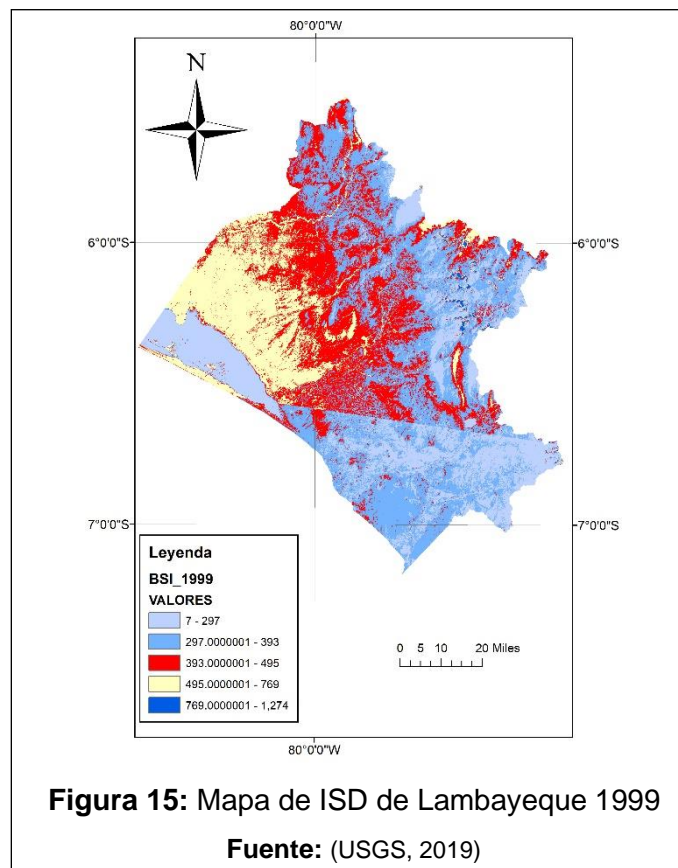 80°0'0"W
N
6°0'0"S
6°0'0"S
7°0'0"S
7°0'0"S
Leyenda
BSI_1999
VALORES
7 - 297
297.0000001 - 393
393.0000001 - 495
495.0000001 - 769
769.0000001 - 1,274
0 5 10 20 Miles
80°0'0"W
Figura 15: Mapa de ISD de Lambayeque 1999
Fuente: (USGS, 2019)